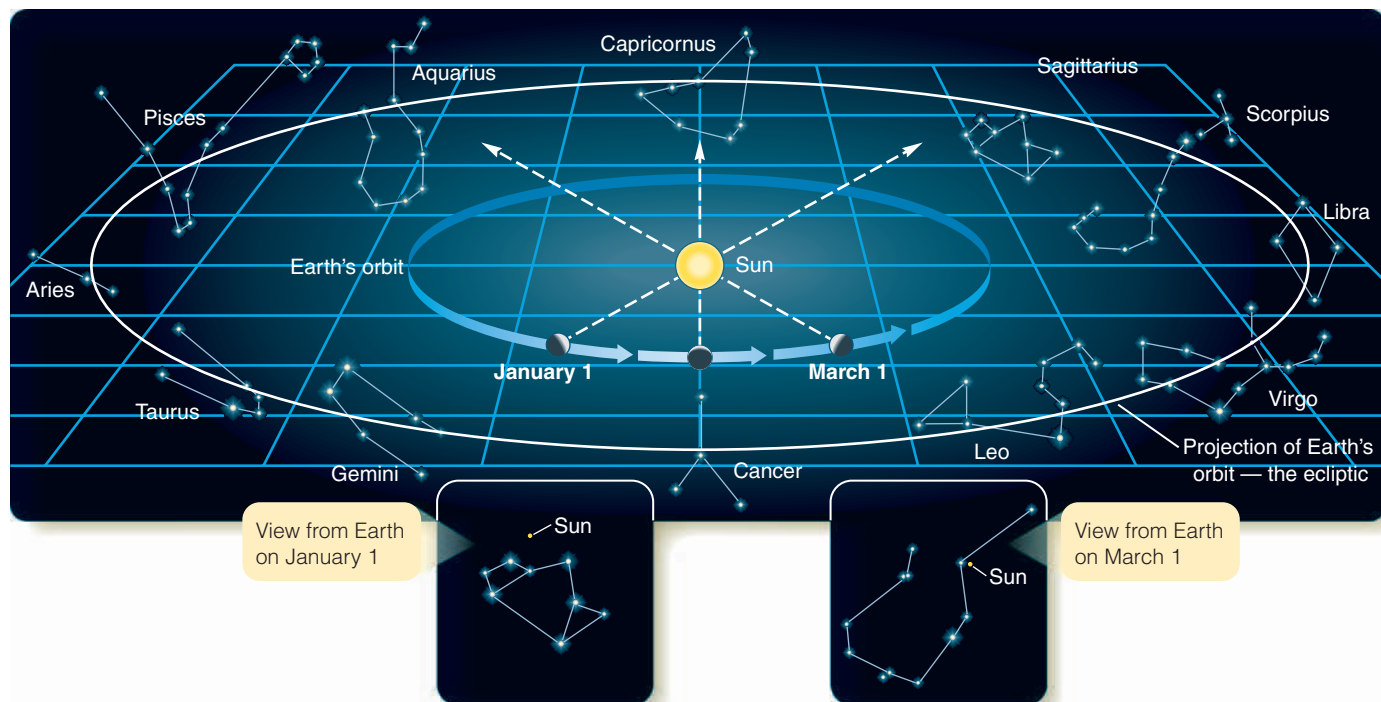 Capricornus
Sagittarius
Aquarius
Pisces
Scorpius
Libra
Sun
Earth's orbit
Aries
January 1
March 1
Taurus
Virgo
Leo
Projection of Earth's
orbit — the ecliptic
Gemini
Cancer
View from Earth
on January 1
Sun
View from Earth
on March 1
Sun